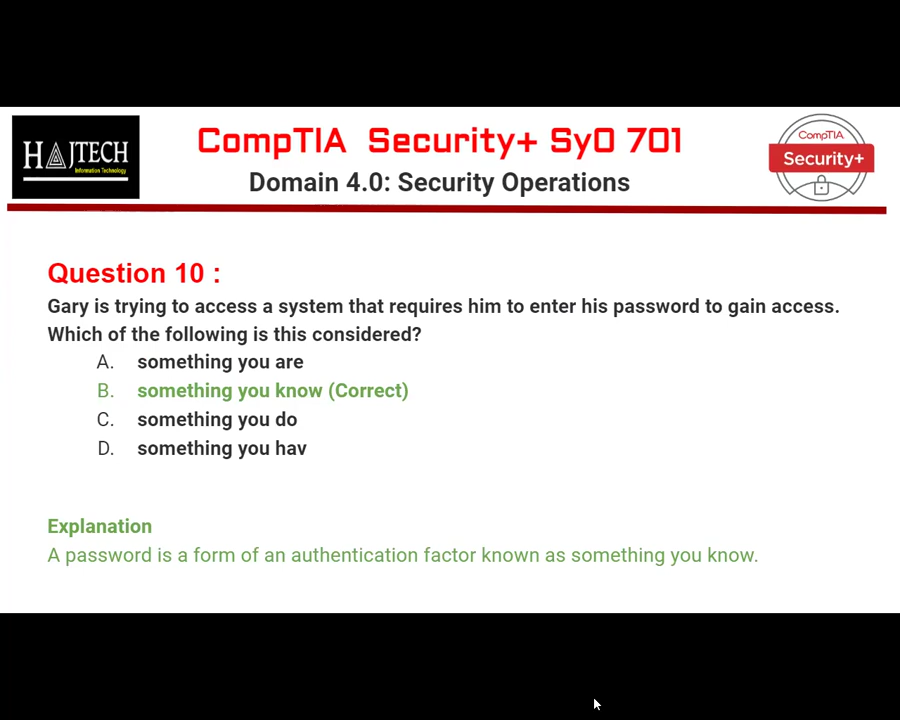 HAJTECH
Information Technology
CompTIA Security+ SyO 701
Domain 4.0: Security Operations
CompTIA
Security+
Question 10 :
Gary is trying to access a system that requires him to enter his password to gain access.
Which of the following is this considered?
A. something you are
B. something you know (Correct)
C. something you do
D. something you hav
Explanation
A password is a form of an authentication factor known as something you know.